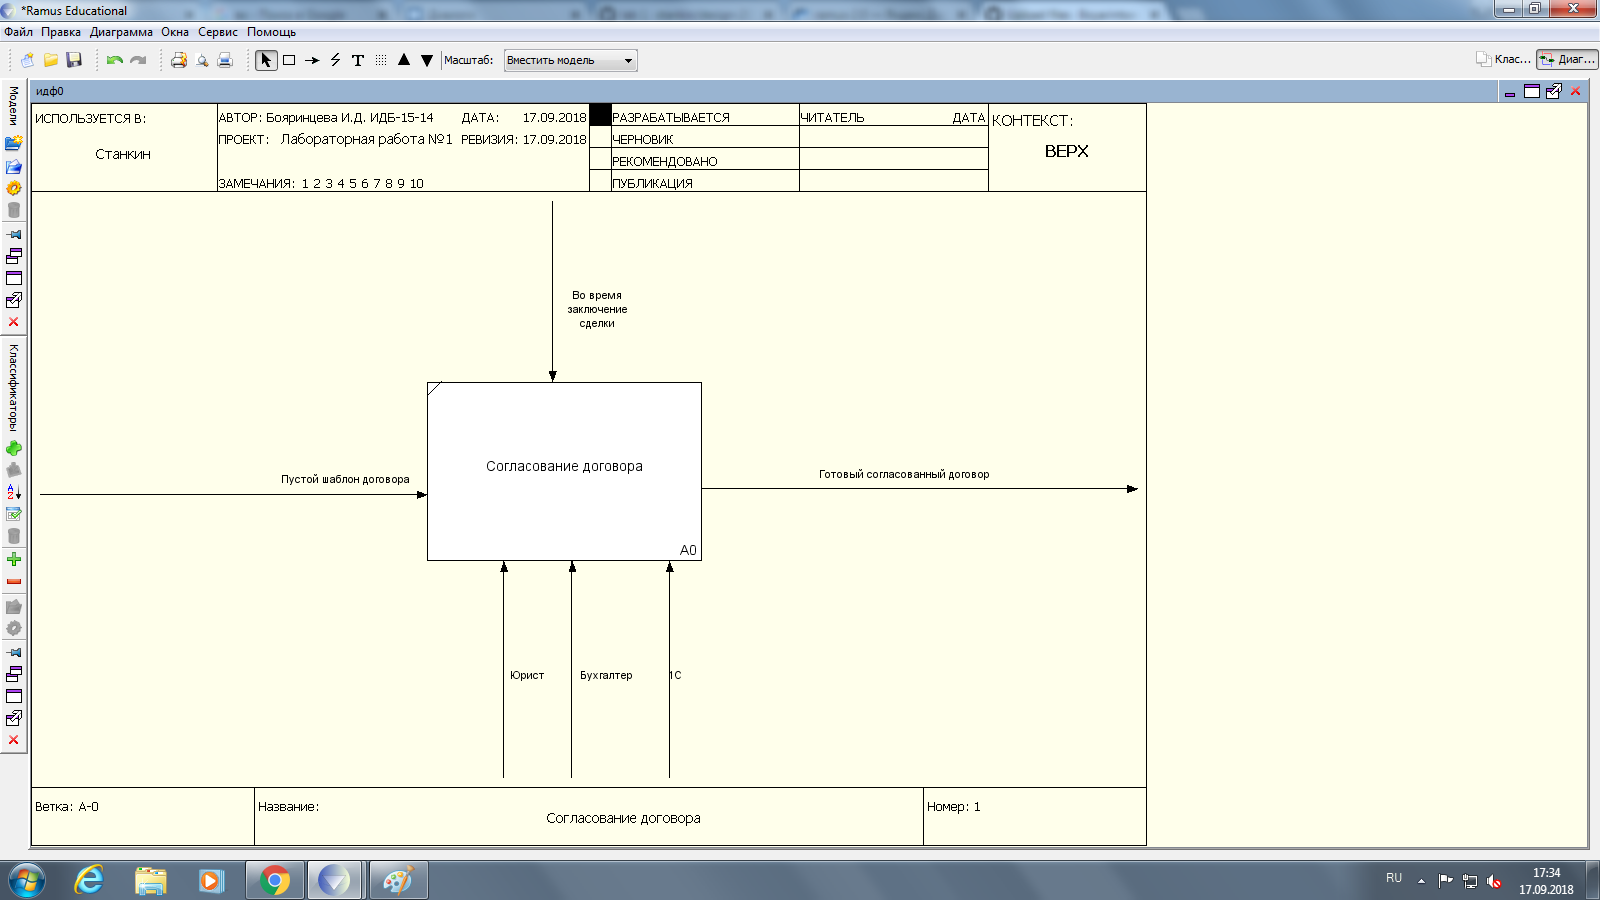 *Ramus Educational
Файл Правка Диаграмма Окна Сервис Помощь
Масштаб: Вместить модель
Клас... Диаг...
Модели
Классификаторы
идф0
ИСПОЛЬЗУЕТСЯ В:
Станкин
АВТОР: Бояринцева И.Д. ИДБ-15-14 ДАТА: 17.09.2018
ПРОЕКТ: Лабораторная работа №1 РЕВИЗИЯ: 17.09.2018
ЗАМЕЧАНИЯ: 1 2 3 4 5 6 7 8 9 10
РАЗРАБАТЫВАЕТСЯ
ЧЕРНОВИК
РЕКОМЕНДОВАНО
ПУБЛИКАЦИЯ
ЧИТАТЕЛЬ ДАТА
КОНТЕКСТ:
ВЕРХ
Во время
заключение
сделки
Согласование договора
A0
Пустой шаблон договора
Готовый согласованный договор
Юрист
Бухгалтер
1С
Ветка: A-0
Название:
Согласование договора
Номер: 1
RU
17:34
17.09.2018